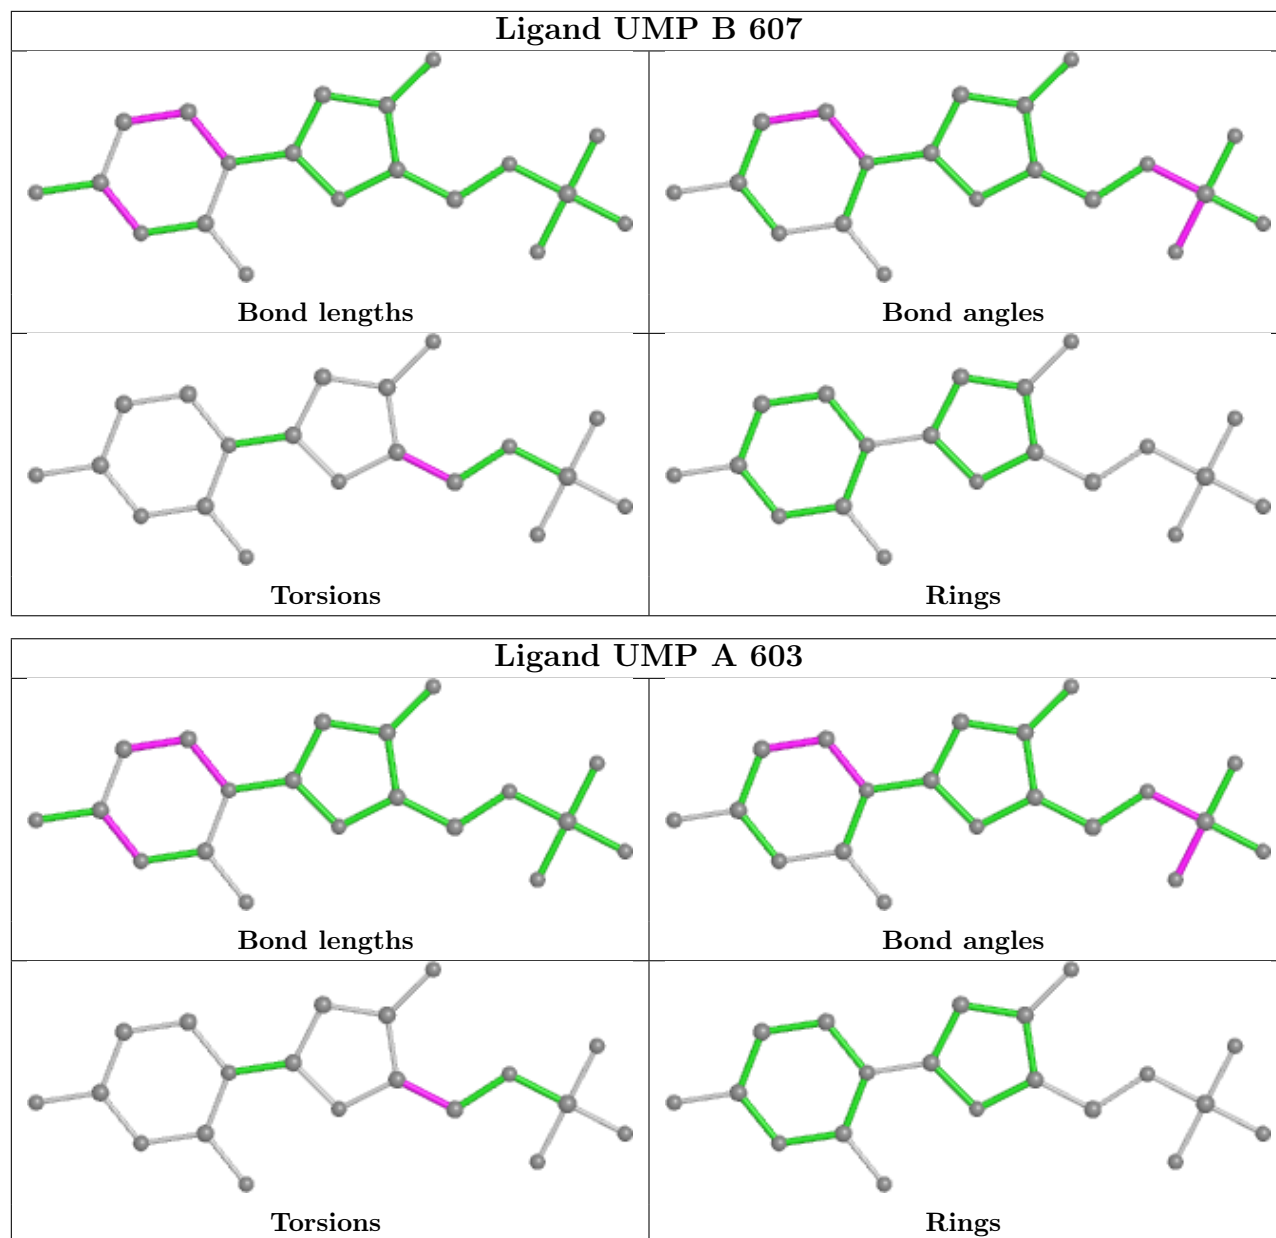 Ligand UMP B 607
Bond lengths
Bond angles
Torsions
Rings
Ligand UMP A 603
Bond lengths
Bond angles
Torsions
Rings